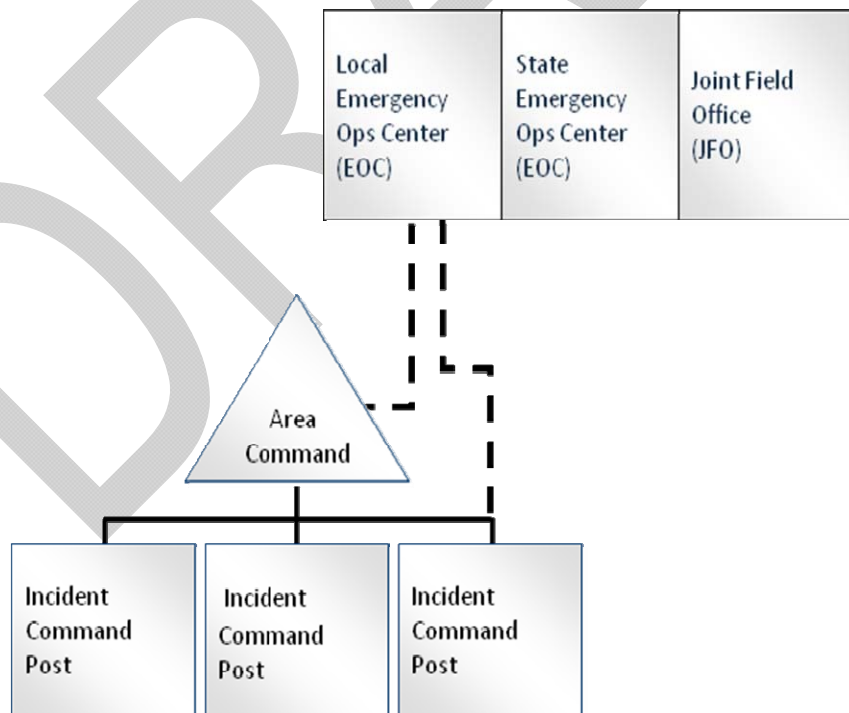 Local
Emergency
Ops Center
(EOC)
State
Emergency
Ops Center
(EOC)
Joint Field
Office
(JFO)
Area
Command
Incident
Command
Post
Incident
Command
Post
Incident
Command
Post